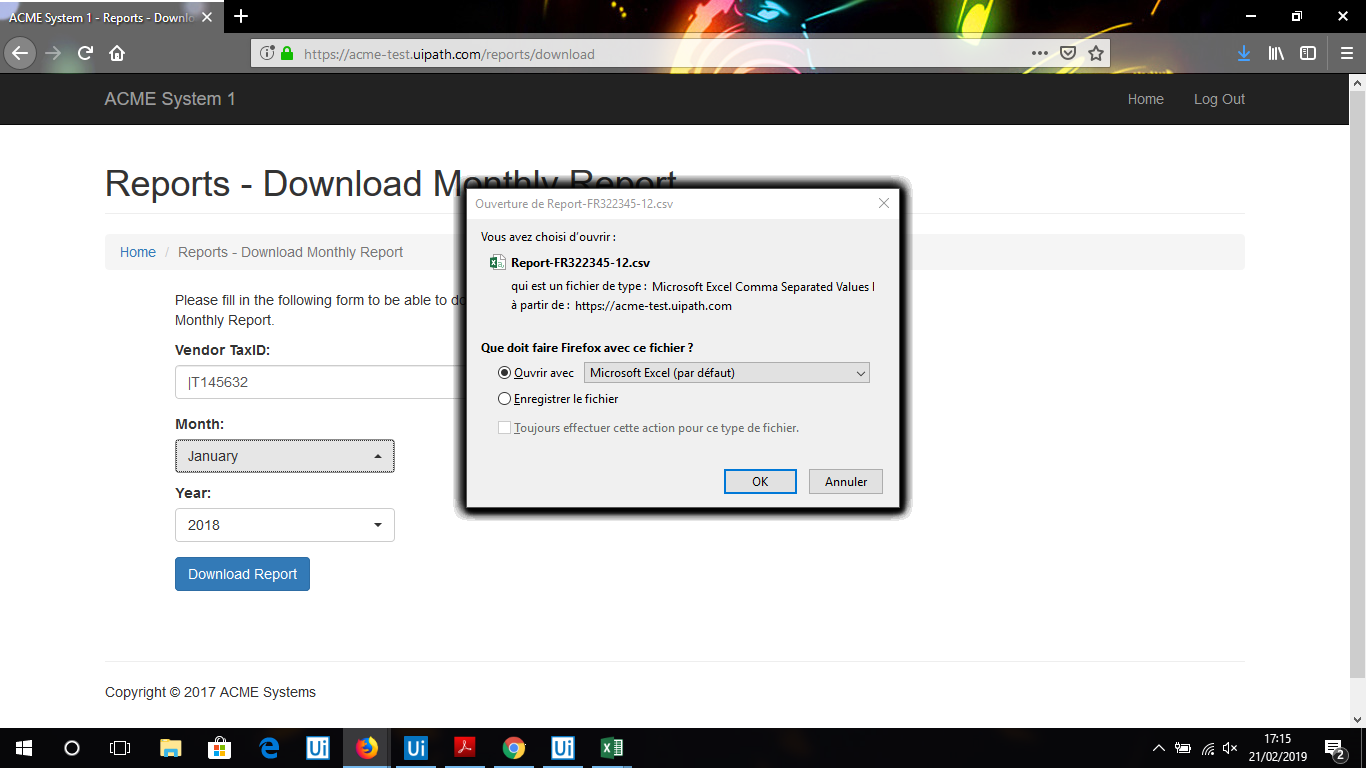 ACME System 1 - Reports - Downlo
https://acme-test.uipath.com/reports/download
ACME System 1
Home
Log Out
Reports - Download Monthly Report
Home / Reports - Download Monthly Report
Please fill in the following form to be able to do
Monthly Report.
Vendor TaxID:
|T145632
Month:
January
Year:
2018
Download Report
Ouverture de Report-FR322345-12.csv
Vous avez choisi d’ouvrir :
Report-FR322345-12.csv
qui est un fichier de type : Microsoft Excel Comma Separated Values
à partir de : https://acme-test.uipath.com
Que doit faire Firefox avec ce fichier ?
Ouvrir avec
Microsoft Excel (par défaut)
Enregistrer le fichier
Toujours effectuer cette action pour ce type de fichier.
OK
Annuler
Copyright © 2017 ACME Systems
Ui
Ui
Ui
17:15
21/02/2019
2